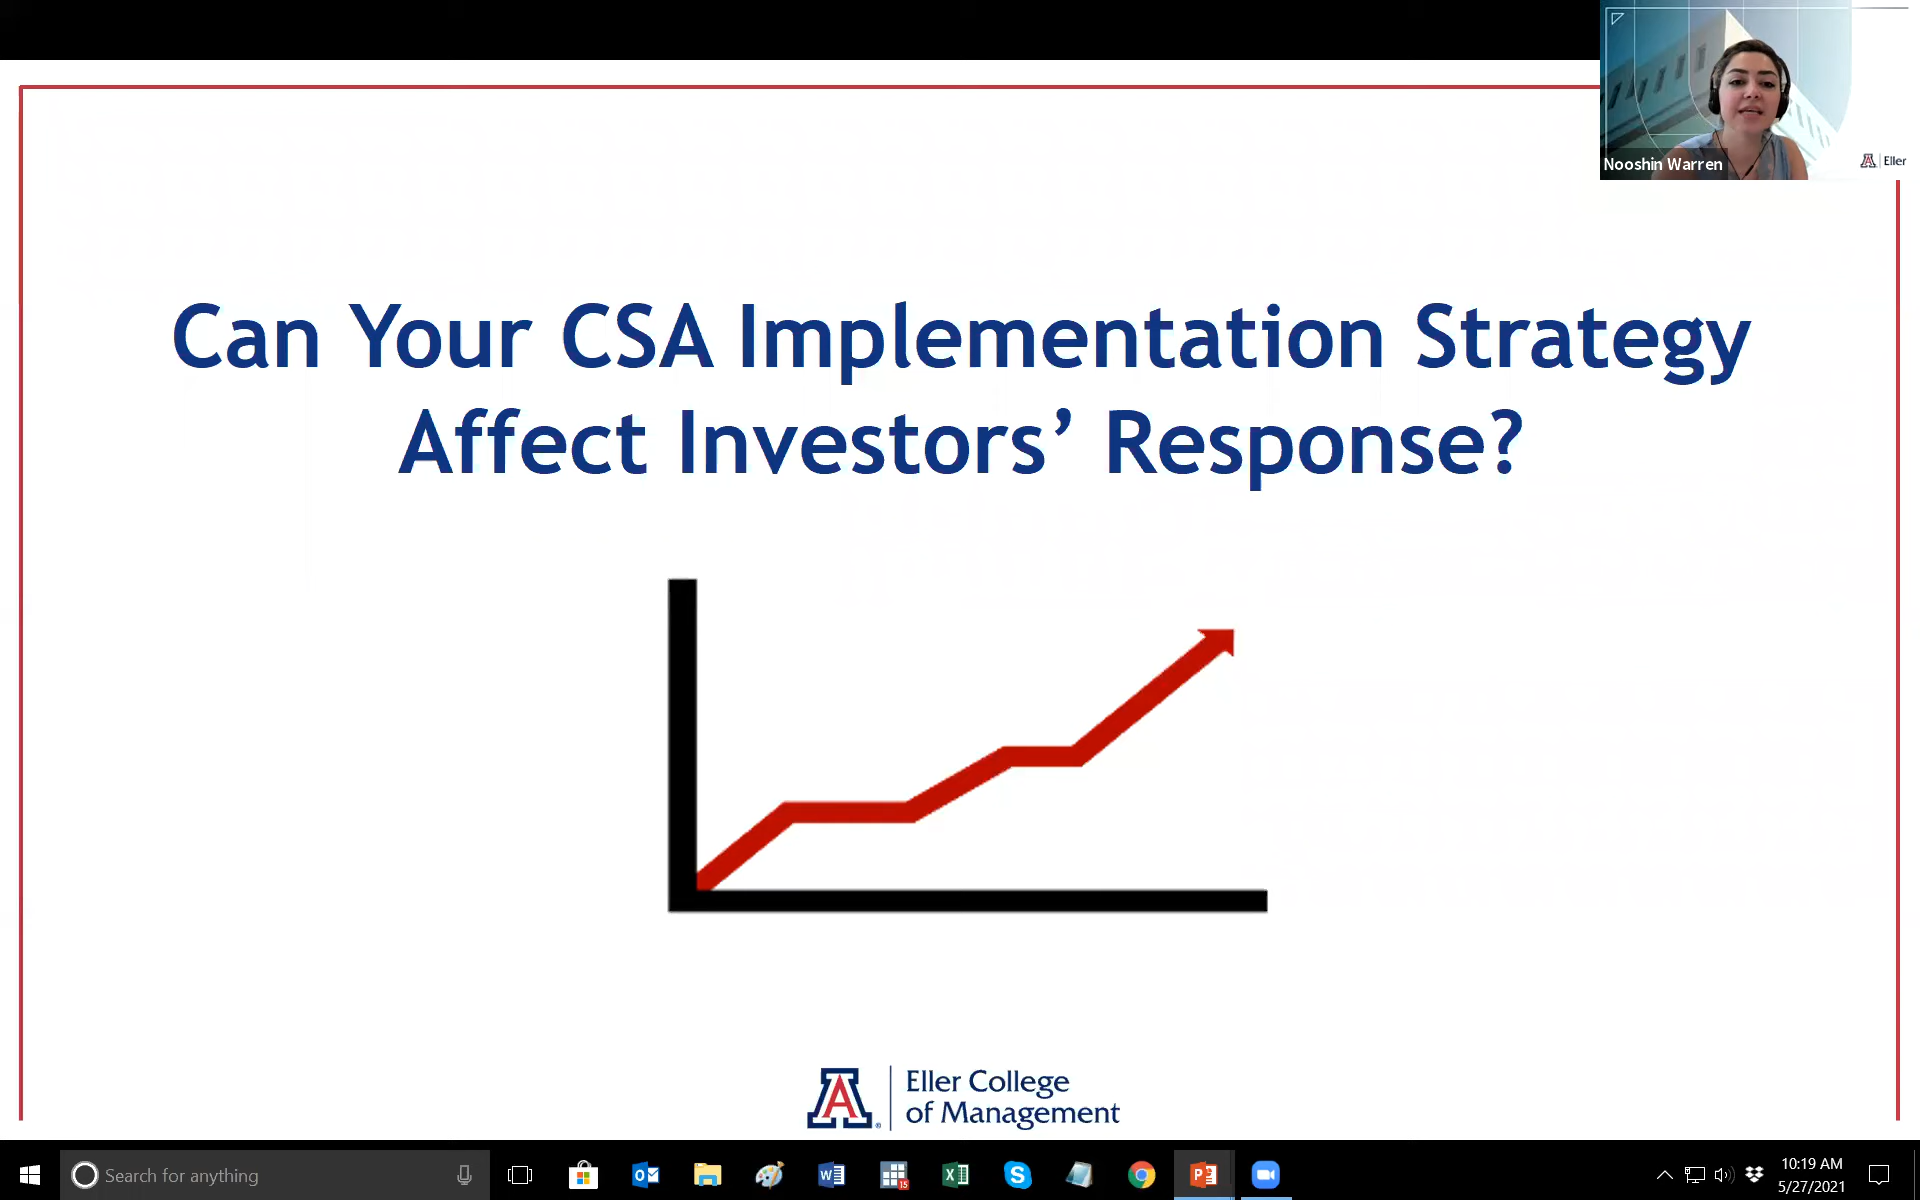 Nooshin Warren
A Eller
Can Your CSA Implementation Strategy
Affect Investors’ Response?
A
Eller College
of Management
Search for anything
15
10:19 AM
5/27/2021